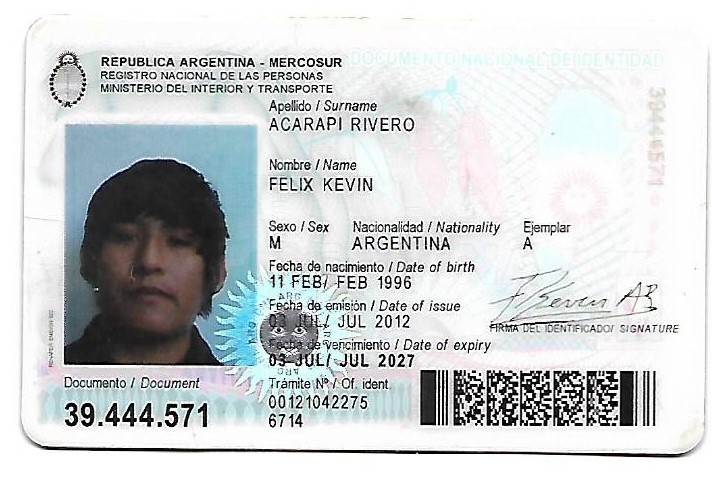 REPUBLICA ARGENTINA - MERCOSUR
REGISTRO NACIONAL DE LAS PERSONAS
MINISTERIO DEL INTERIOR Y TRANSPORTE
DOCUMENTO NACIONAL DE IDENTIDAD
Apellido / Surname
ACARAPI RIVERO
Nombre / Name
FELIX KEVIN
Sexo / Sex Nacionalidad / Nationality Ejemplar
M ARGENTINA A
Fecha de nacimiento / Date of birth
11 FEB/ FEB 1996
Fecha de emisión / Date of issue
03 JUL/ JUL 2012
FIRMA DEL IDENTIFICADO/ SIGNATURE
Fecha de vencimiento / Date of expiry
03 JUL/ JUL 2027
Documento / Document
39.444.571
Trámite Nº / Of. ident
00121042275
6714